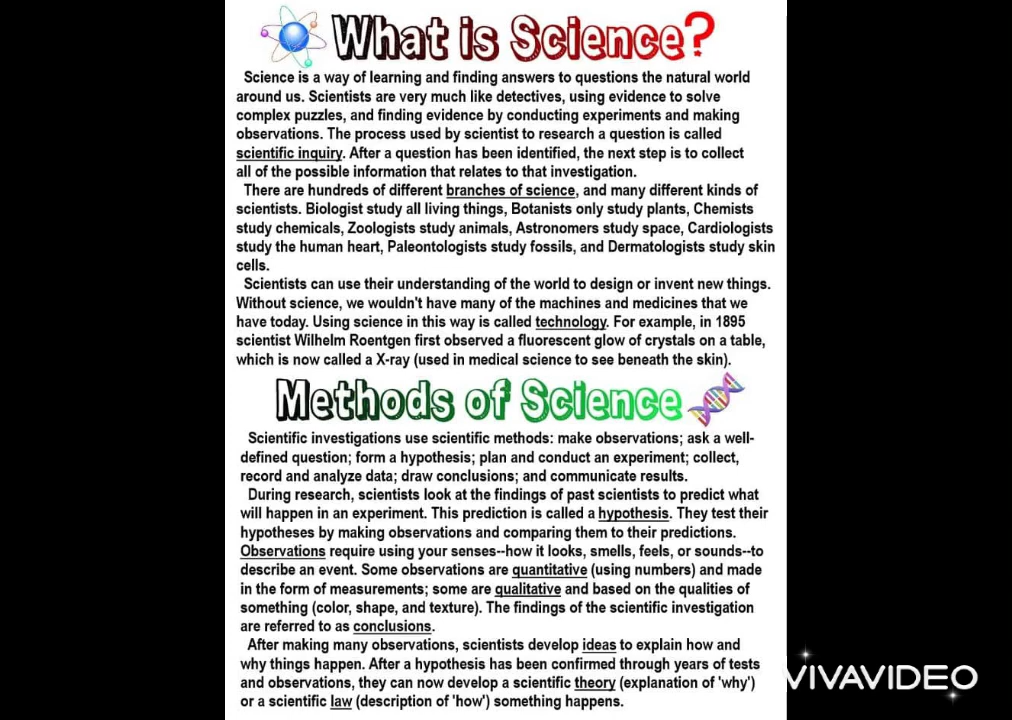 What is Science?
Science is a way of learning and finding answers to questions the natural world
around us. Scientists are very much like detectives, using evidence to solve
complex puzzles, and finding evidence by conducting experiments and making
observations. The process used by scientist to research a question is called
scientific inquiry. After a question has been identified, the next step is to collect
all of the possible information that relates to that investigation.
There are hundreds of different branches of science, and many different kinds of
scientists. Biologist study all living things, Botanists only study plants, Chemists
study chemicals, Zoologists study animals, Astronomers study space, Cardiologists
study the human heart, Paleontologists study fossils, and Dermatologists study skin
cells.
Scientists can use their understanding of the world to design or invent new things.
Without science, we wouldn't have many of the machines and medicines that we
have today. Using science in this way is called technology. For example, in 1895
scientist Wilhelm Roentgen first observed a fluorescent glow of crystals on a table,
which is now called a X-ray (used in medical science to see beneath the skin).
Methods of Science
Scientific investigations use scientific methods: make observations; ask a well-
defined question; form a hypothesis; plan and conduct an experiment; collect,
record and analyze data; draw conclusions; and communicate results.
During research, scientists look at the findings of past scientists to predict what
will happen in an experiment. This prediction is called a hypothesis. They test their
hypotheses by making observations and comparing them to their predictions.
Observations require using your senses--how it looks, smells, feels, or sounds--to
describe an event. Some observations are quantitative (using numbers) and made
in the form of measurements; some are qualitative and based on the qualities of
something (color, shape, and texture). The findings of the scientific investigation
are referred to as conclusions.
After making many observations, scientists develop ideas to explain how and
why things happen. After a hypothesis has been confirmed through years of tests
and observations, they can now develop a scientific theory (explanation of 'why')
or a scientific law (description of 'how') something happens.
VIVAVIDEO